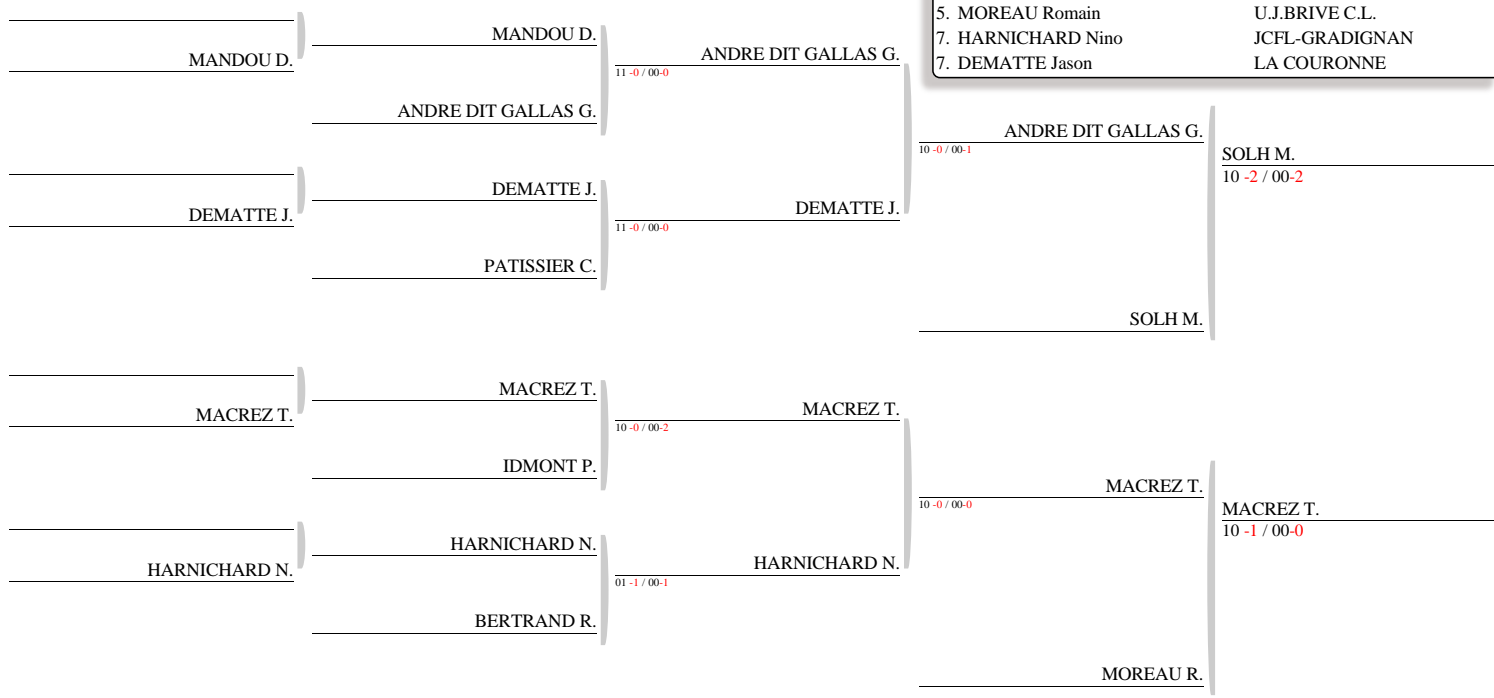 5. MOREAU Romain U.J.BRIVE C.L.
7. HARNICHARD Nino JCFL-GRADIGNAN
7. DEMATTE Jason LA COURONNE
MANDOU D.
DEMATTE J.
MACREZ T.
HARNICHARD N.
MANDOU D.
ANDRE DIT GALLAS G.
DEMATTE J.
PATISSIER C.
MACREZ T.
IDMONT P.
HARNICHARD N.
BERTRAND R.
ANDRE DIT GALLAS G.
11 -0 / 00-0
DEMATTE J.
11 -0 / 00-0
MACREZ T.
10 -0 / 00-2
HARNICHARD N.
01 -1 / 00-1
ANDRE DIT GALLAS G.
10 -0 / 00-1
SOLH M.
MACREZ T.
10 -0 / 00-0
MOREAU R.
SOLH M.
10 -2 / 00-2
MACREZ T.
10 -1 / 00-0